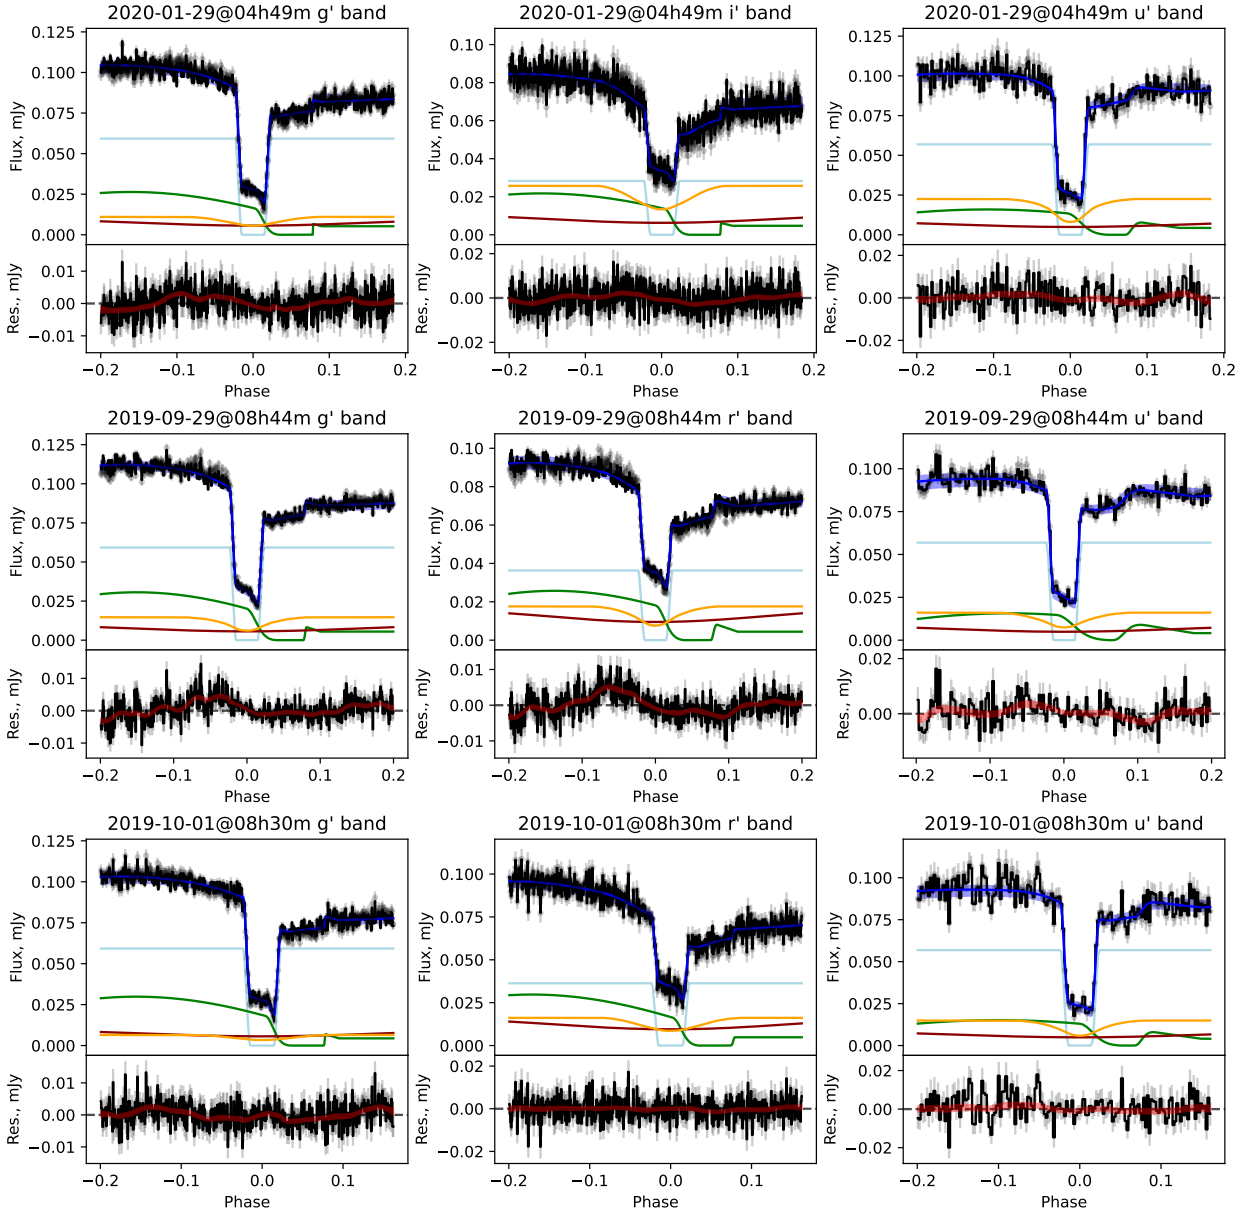 2020-01-29@04h49m g' band
2020-01-29@04h49m i' band
2020-01-29@04h49m u' band
0.125
0.100
0.075
0.050
0.025
0.000
Flux, mJy
0.10
0.08
0.06
0.04
0.02
0.00
Flux, mJy
0.125
0.100
0.075
0.050
0.025
0.000
Flux, mJy
0.01
0.00
−0.01
Res., mJy
0.02
0.00
−0.02
Res., mJy
0.02
0.00
−0.02
Res., mJy
−0.2 −0.1 0.0 0.1 0.2
−0.2 −0.1 0.0 0.1 0.2
−0.2 −0.1 0.0 0.1 0.2
Phase
Phase
Phase
2019-09-29@08h44m g' band
2019-09-29@08h44m r' band
2019-09-29@08h44m u' band
0.125
0.100
0.075
0.050
0.025
0.000
Flux, mJy
0.10
0.08
0.06
0.04
0.02
0.00
Flux, mJy
0.100
0.075
0.050
0.025
0.000
Flux, mJy
0.01
0.00
−0.01
Res., mJy
0.01
0.00
−0.01
Res., mJy
0.02
0.00
Res., mJy
−0.2 −0.1 0.0 0.1 0.2
−0.2 −0.1 0.0 0.1 0.2
−0.2 −0.1 0.0 0.1 0.2
Phase
Phase
Phase
2019-10-01@08h30m g' band
2019-10-01@08h30m r' band
2019-10-01@08h30m u' band
0.125
0.100
0.075
0.050
0.025
0.000
Flux, mJy
0.100
0.075
0.050
0.025
0.000
Flux, mJy
0.100
0.075
0.050
0.025
0.000
Flux, mJy
0.01
0.00
−0.01
Res., mJy
0.02
0.00
−0.02
Res., mJy
0.02
0.00
−0.02
Res., mJy
−0.2 −0.1 0.0 0.1
−0.2 −0.1 0.0 0.1
−0.2 −0.1 0.0 0.1
Phase
Phase
Phase